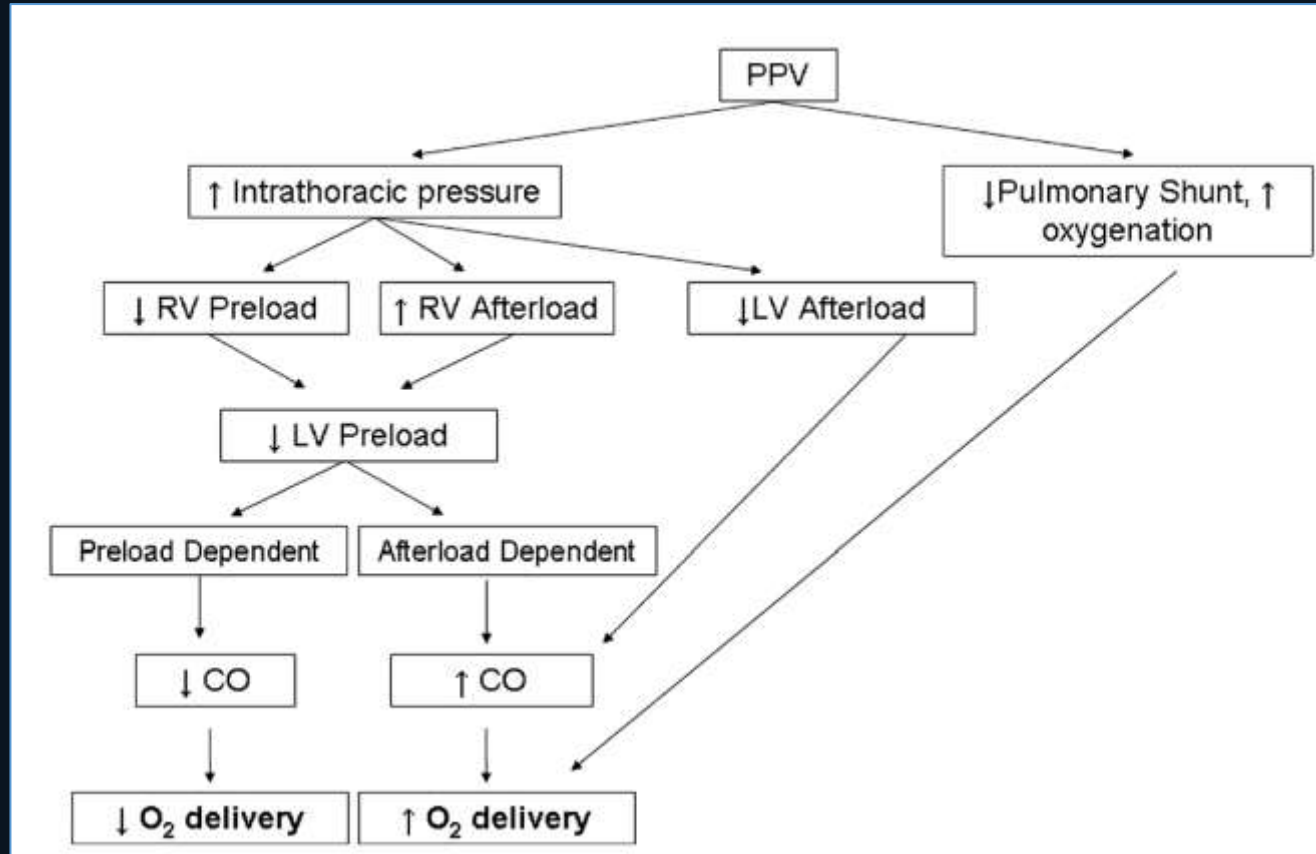 PPV
↑ Intrathoracic pressure
↓Pulmonary Shunt, ↑
oxygenation
↓ RV Preload
↑ RV Afterload
↓LV Afterload
↓ LV Preload
Preload Dependent
Afterload Dependent
↓ CO
↑ CO
↓ O₂ delivery
↑ O₂ delivery